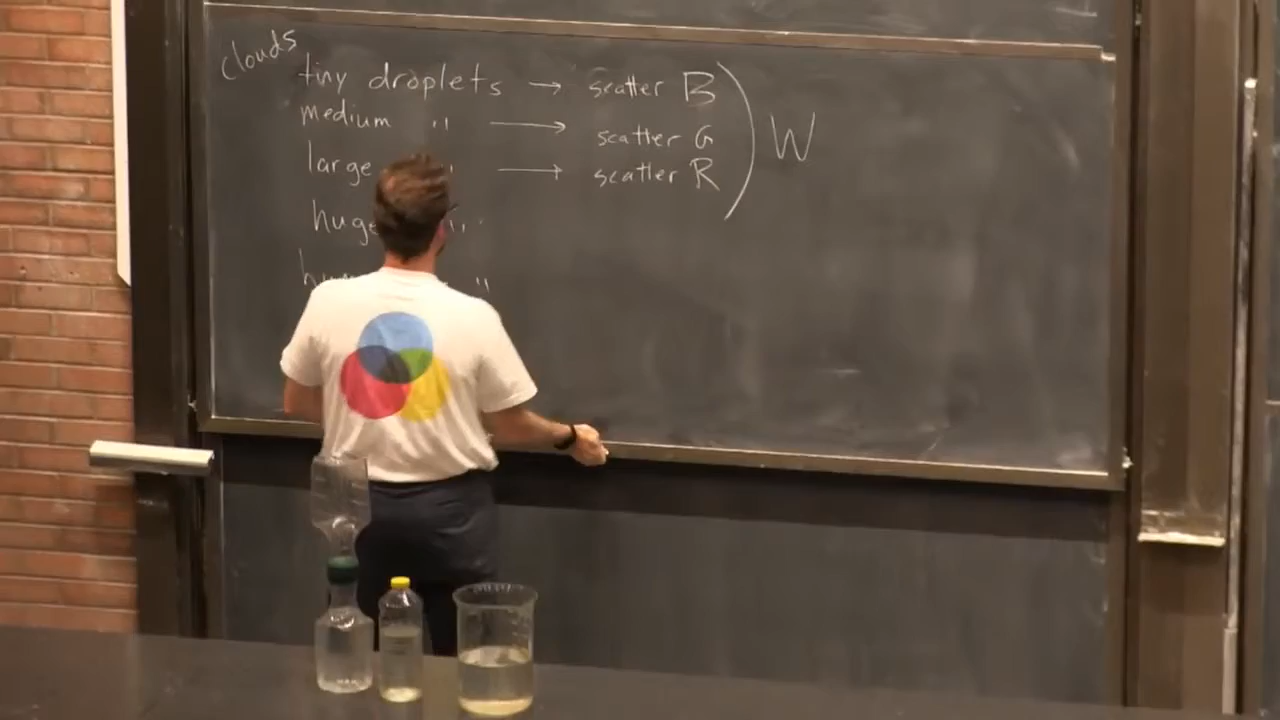 clouds
tiny droplets → scatter B
medium " → scatter G
large " → scatter R
W
huge "
"